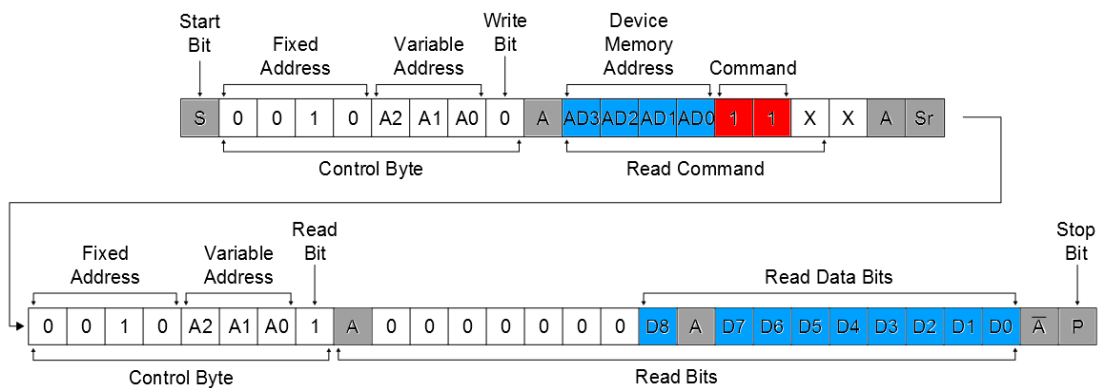 Start Bit
Fixed Address
Variable Address
Write Bit
Device Memory Address
Command
S 0 0 1 0 A2 A1 A0 0 A AD3 AD2 AD1 AD0 1 1 X X A Sr
Control Byte
Read Command
Fixed Address
Variable Address
Read Bit
Read Data Bits
Stop Bit
0 0 1 0 A2 A1 A0 1 A 0 0 0 0 0 0 0 D8 A D7 D6 D5 D4 D3 D2 D1 D0 A̅ P
Control Byte
Read Bits